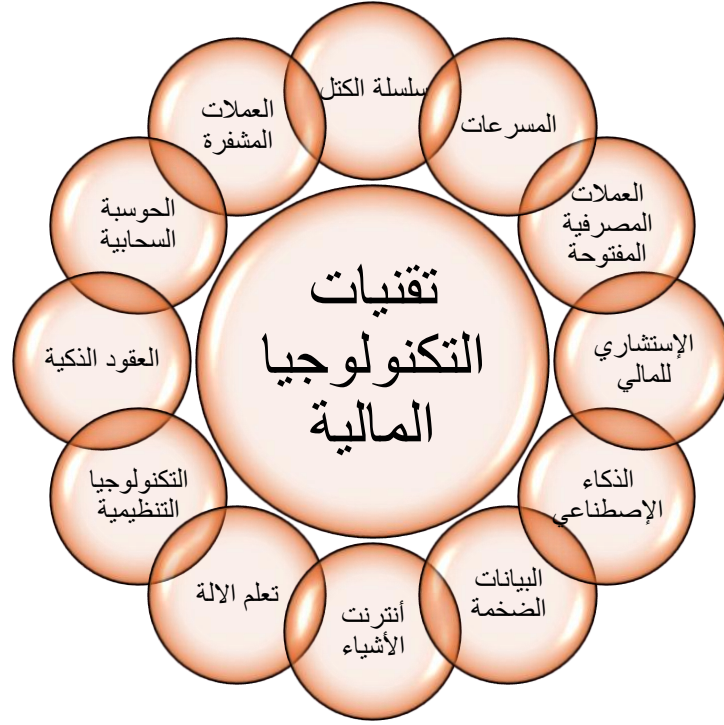 تقنيات
التكنولوجيا
المالية
سلسلة الكتل
المسرعات
العملات
المصرفية
المفتوحة
الإستشاري
للمالي
الذكاء
الإصطناعي
البيانات
الضخمة
أنترنت
الأشياء
تعلم الالة
التكنولوجيا
التنظيمية
العقود الذكية
الحوسبة
السحابية
العملات
المشفرة